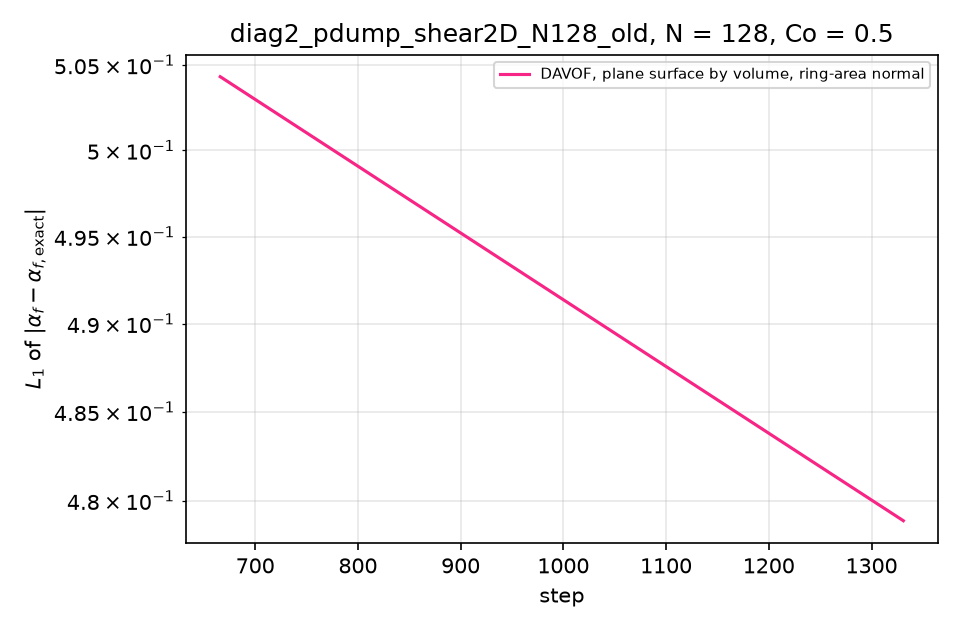 diag2_pdump_shear2D_N128_old, N = 128, Co = 0.5
DAVOF, plane surface by volume, ring-area normal
5.05 × 10⁻¹
5 × 10⁻¹
4.95 × 10⁻¹
4.9 × 10⁻¹
4.85 × 10⁻¹
4.8 × 10⁻¹
L₁ of |α_f − α_{f,exact}|
700 800 900 1000 1100 1200 1300
step